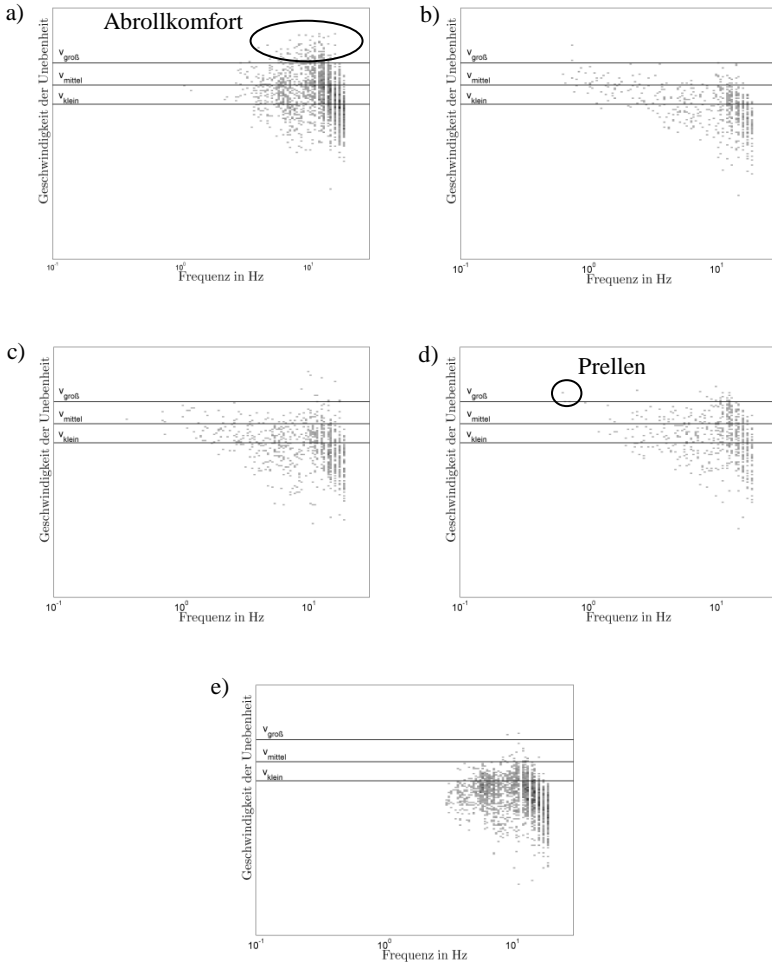 a)
Abrollkomfort
Geschwindigkeit der Unebenheit
v_groß
v_mittel
v_klein
10^-1
10^0
10^1
Frequenz in Hz
b)
Geschwindigkeit der Unebenheit
v_groß
v_mittel
v_klein
10^-1
10^0
10^1
Frequenz in Hz
c)
Geschwindigkeit der Unebenheit
v_groß
v_mittel
v_klein
10^-1
10^0
10^1
Frequenz in Hz
d)
Prellen
Geschwindigkeit der Unebenheit
v_groß
v_mittel
v_klein
10^-1
10^0
10^1
Frequenz in Hz
e)
Geschwindigkeit der Unebenheit
v_groß
v_mittel
v_klein
10^-1
10^0
10^1
Frequenz in Hz